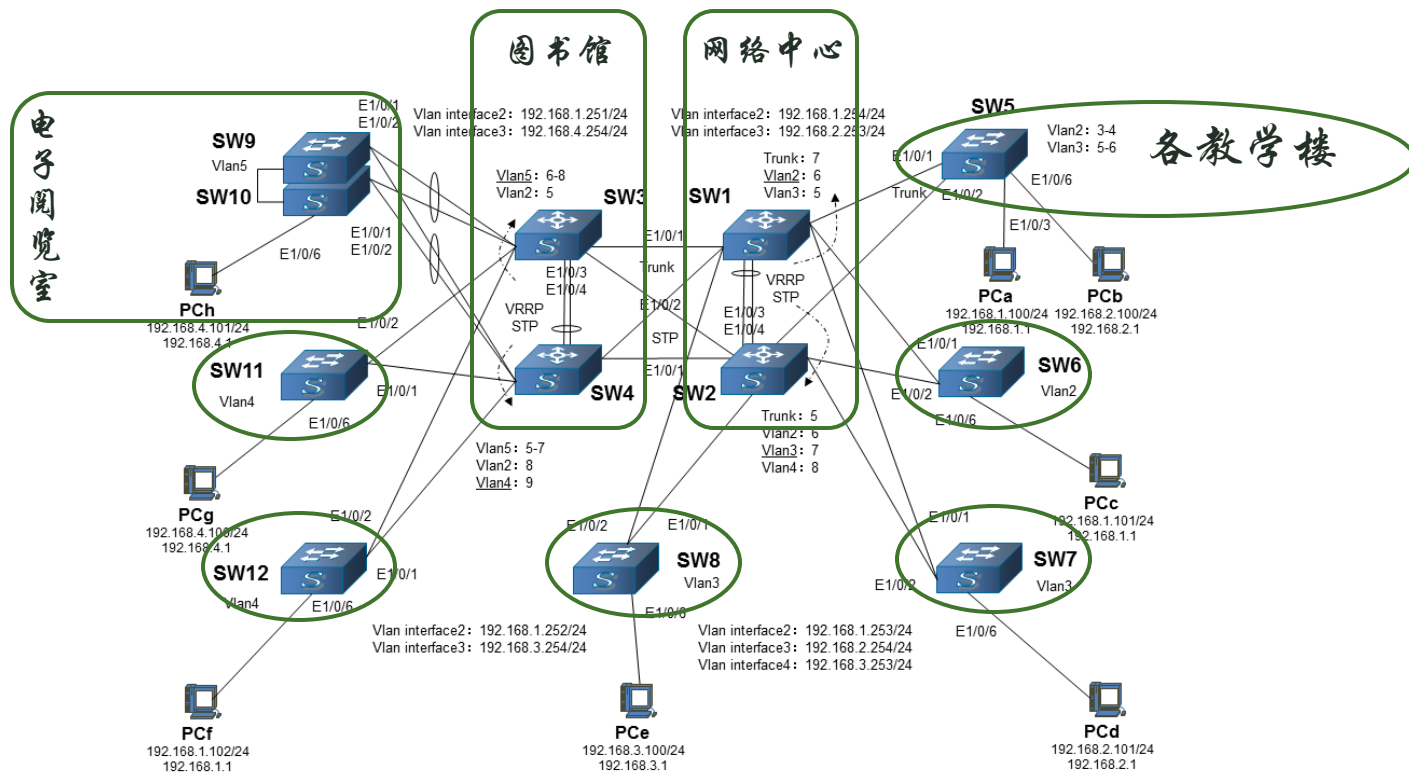 图书馆
网络中心
电子阅览室
各教学楼
E1/0/1
E1/0/2
SW9
Vlan5
SW10
E1/0/1
E1/0/2
E1/0/6
PCh
192.168.4.101/24
192.168.4.1
Vlan interface2：192.168.1.251/24
Vlan interface3：192.168.4.254/24
Vlan5：6-8
Vlan2：5
SW3
E1/0/1
Trunk
E1/0/3
E1/0/4
VRRP
STP
E1/0/2
STP
E1/0/1
SW4
Vlan5：5-7
Vlan2：8
Vlan4：9
Vlan interface2：192.168.1.254/24
Vlan interface3：192.168.2.253/24
Trunk：7
Vlan2：6
Vlan3：5
SW1
VRRP
STP
E1/0/3
E1/0/4
SW2
Trunk：5
Vlan2：6
Vlan3：7
Vlan4：8
SW5
Vlan2：3-4
Vlan3：5-6
E1/0/1
Trunk
E1/0/2
E1/0/6
E1/0/3
PCa
192.168.1.100/24
192.168.1.1
PCb
192.168.2.100/24
192.168.2.1
E1/0/1
SW6
Vlan2
E1/0/2
E1/0/6
PCc
192.168.1.101/24
192.168.1.1
E1/0/2
SW11
Vlan4
E1/0/1
E1/0/6
PCg
192.168.4.100/24
192.168.4.1
E1/0/2
SW12
Vlan4
E1/0/1
E1/0/6
PCf
192.168.1.102/24
192.168.1.1
E1/0/2
E1/0/1
SW8
Vlan3
E1/0/6
PCe
192.168.3.100/24
192.168.3.1
Vlan interface2：192.168.1.252/24
Vlan interface3：192.168.3.254/24
Vlan interface2：192.168.1.253/24
Vlan interface3：192.168.2.254/24
Vlan interface4：192.168.3.253/24
E1/0/1
SW7
Vlan3
E1/0/2
E1/0/6
PCd
192.168.2.101/24
192.168.2.1